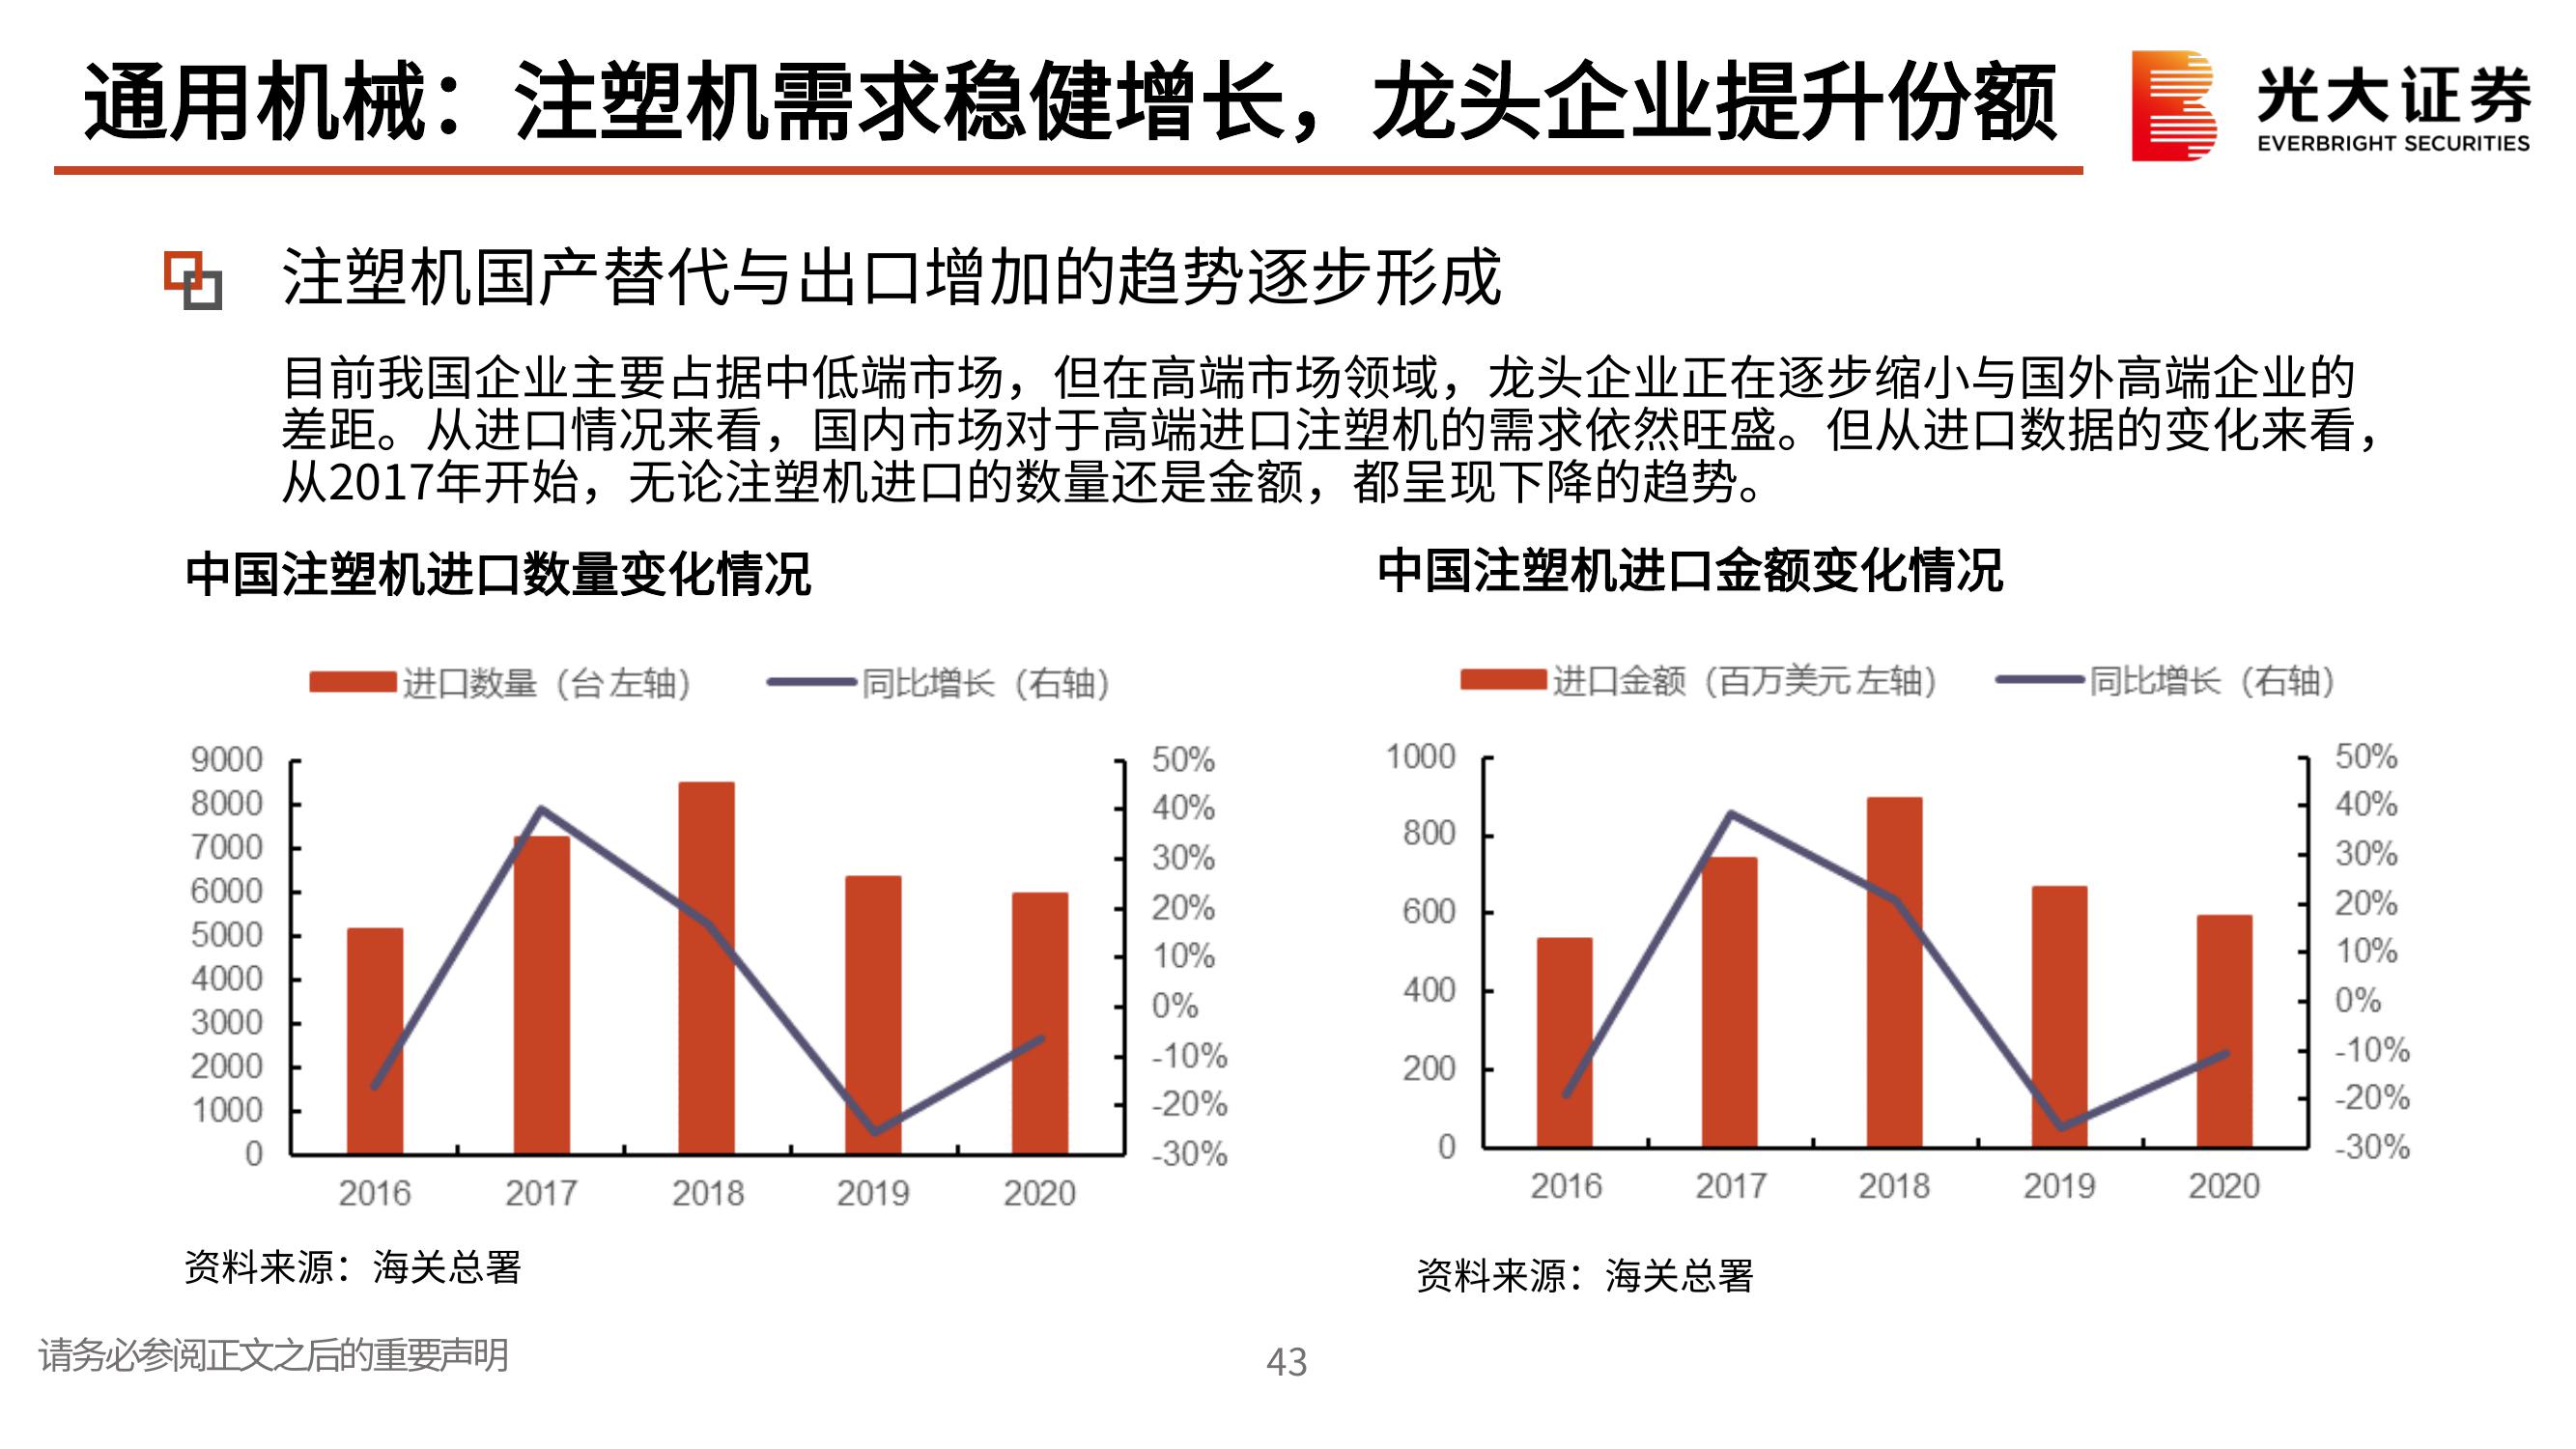 通用机械：注塑机需求稳健增长，龙头企业提升份额
光大证券
EVERBRIGHT SECURITIES
注塑机国产替代与出口增加的趋势逐步形成
目前我国企业主要占据中低端市场，但在高端市场领域，龙头企业正在逐步缩小与国外高端企业的
差距。从进口情况来看，国内市场对于高端进口注塑机的需求依然旺盛。但从进口数据的变化来看，
从2017年开始，无论注塑机进口的数量还是金额，都呈现下降的趋势。
中国注塑机进口数量变化情况
进口数量（台 左轴）
同比增长（右轴）
9000
8000
7000
6000
5000
4000
3000
2000
1000
0
50%
40%
30%
20%
10%
0%
-10%
-20%
-30%
2016 2017 2018 2019 2020
资料来源：海关总署
中国注塑机进口金额变化情况
进口金额（百万美元 左轴）
同比增长（右轴）
1000
800
600
400
200
0
50%
40%
30%
20%
10%
0%
-10%
-20%
-30%
2016 2017 2018 2019 2020
资料来源：海关总署
请务必参阅正文之后的重要声明
43